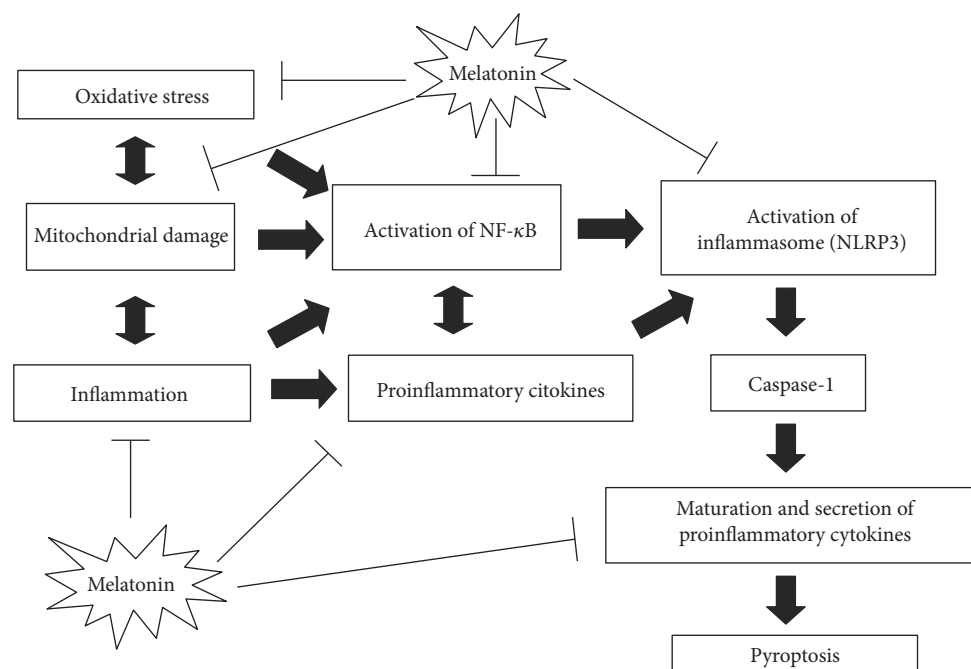 Melatonin
Oxidative stress
Mitochondrial damage
Activation of NF-κB
Activation of
inflammasome (NLRP3)
Inflammation
Proinflammatory citokines
Caspase-1
Maturation and secretion of
proinflammatory cytokines
Melatonin
Pyroptosis